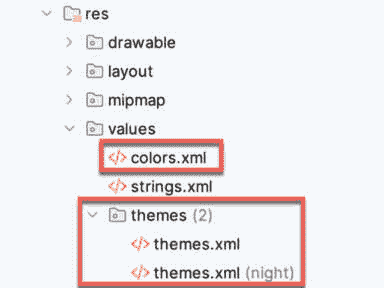 res
drawable
layout
mipmap
values
colors.xml
strings.xml
themes (2)
themes.xml
themes.xml (night)